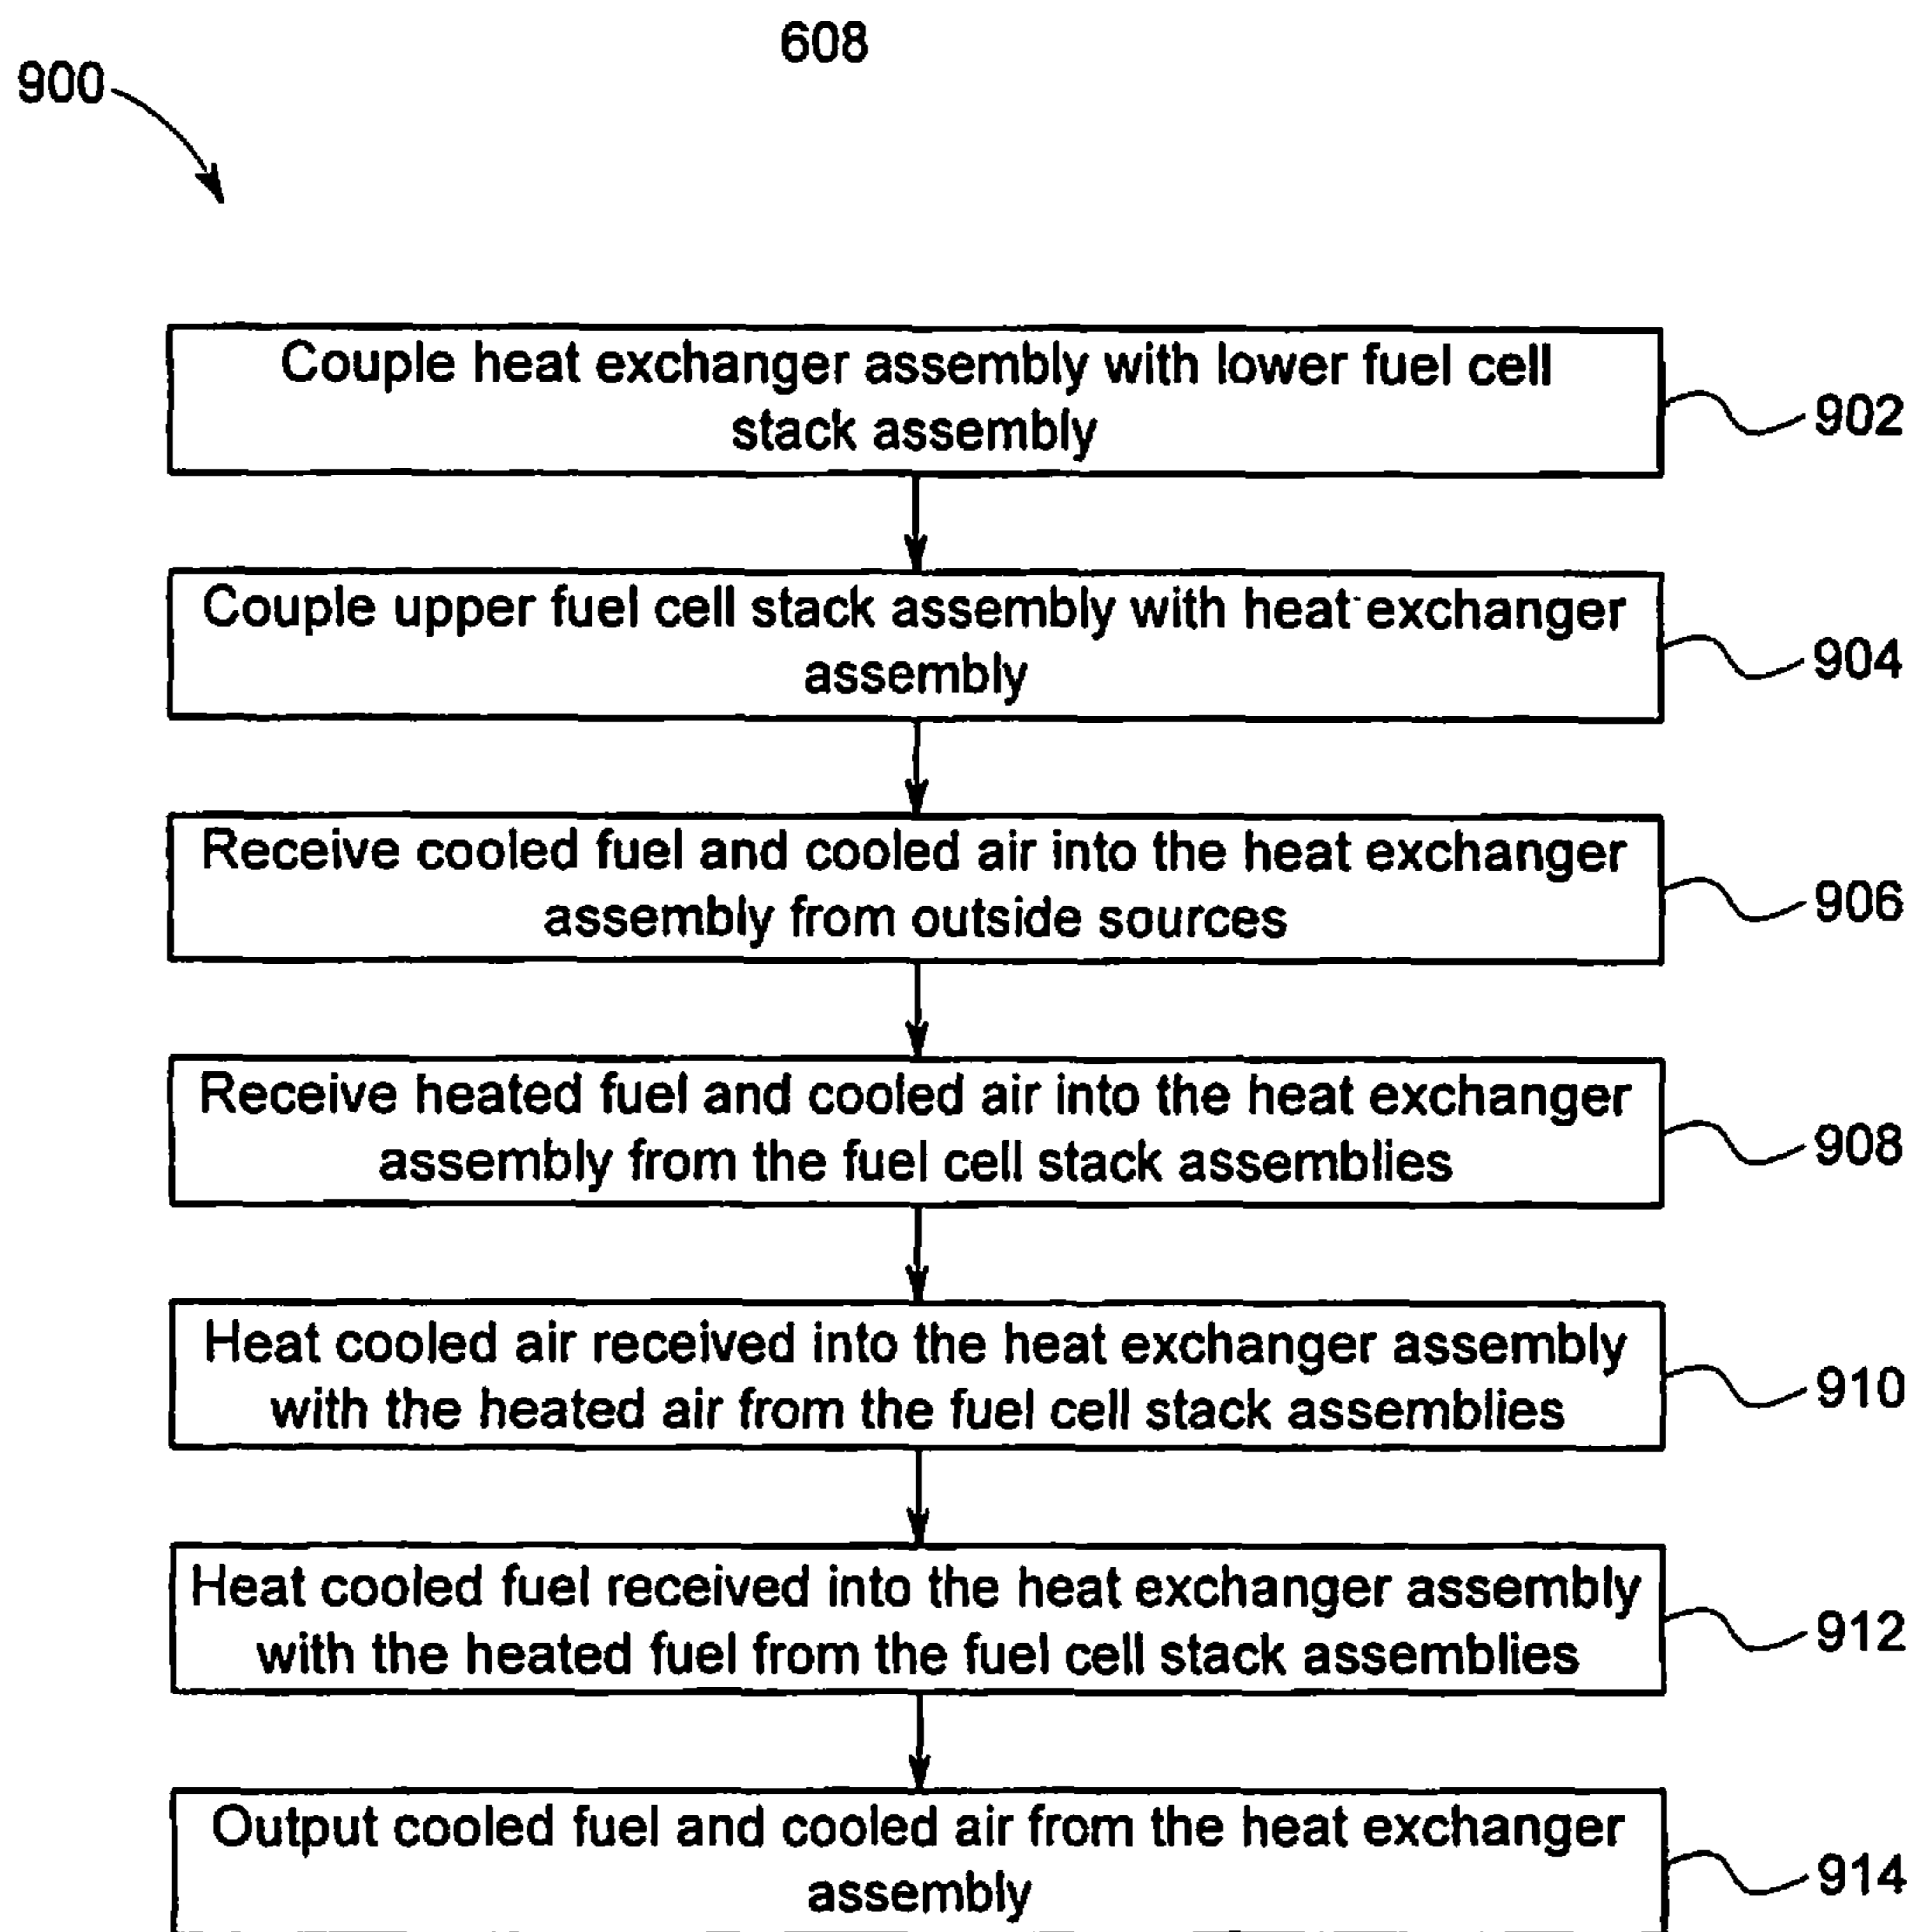 608
900
Couple heat exchanger assembly with lower fuel cell
stack assembly
902
Couple upper fuel cell stack assembly with heat exchanger
assembly
904
Receive cooled fuel and cooled air into the heat exchanger
assembly from outside sources
906
Receive heated fuel and cooled air into the heat exchanger
assembly from the fuel cell stack assemblies
908
Heat cooled air received into the heat exchanger assembly
with the heated air from the fuel cell stack assemblies
910
Heat cooled fuel received into the heat exchanger assembly
with the heated fuel from the fuel cell stack assemblies
912
Output cooled fuel and cooled air from the heat exchanger
assembly
914